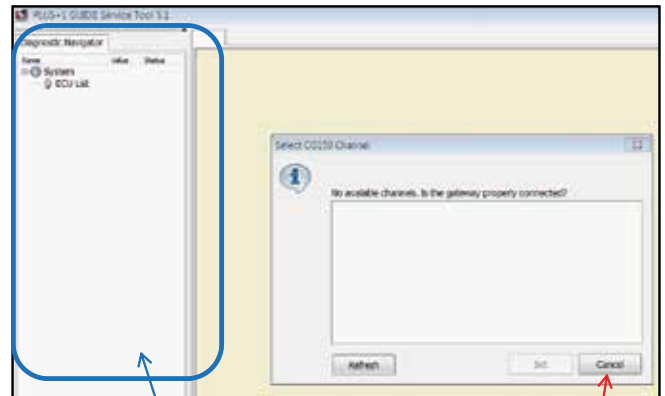 PLUS+1 GUIDE Service Tool 5.1
Diagnostic Navigator
Name Value Status
System
ECU List
Select CG150 Channel
No available channels. Is the gateway properly connected?
Refresh Set Cancel